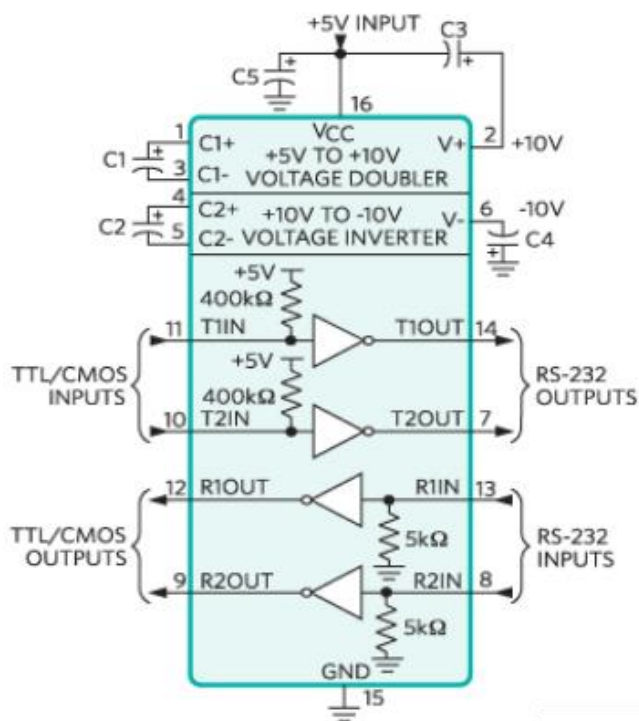 +5V INPUT
C3
C5
+
+
16
VCC
1
C1+
V+
2
+10V
C1
+
+5V TO +10V
3
C1-
VOLTAGE DOUBLER
4
C2+
+10V TO -10V
V-
6
-10V
C2
+
5
C2-
VOLTAGE INVERTER
C4
+
+5V
400kΩ
11
T1IN
T1OUT
14
TTL/CMOS
INPUTS
+5V
400kΩ
RS-232
OUTPUTS
10
T2IN
T2OUT
7
12
R1OUT
R1IN
13
TTL/CMOS
OUTPUTS
5kΩ
RS-232
INPUTS
9
R2OUT
R2IN
8
5kΩ
GND
15